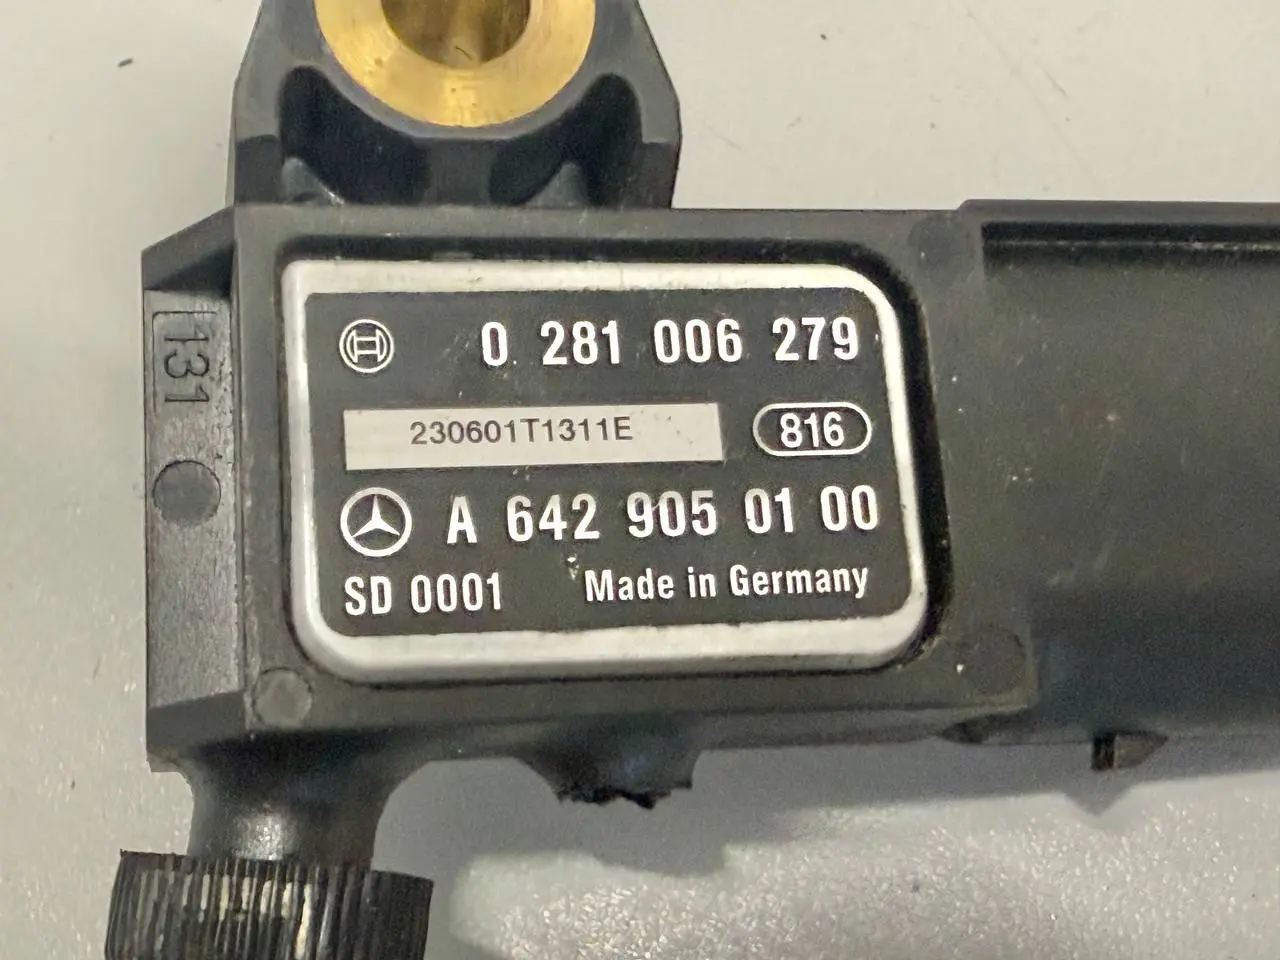 0 281 006 279
230601T1311E
816
A 642 905 01 00
SD 0001 Made in Germany
131